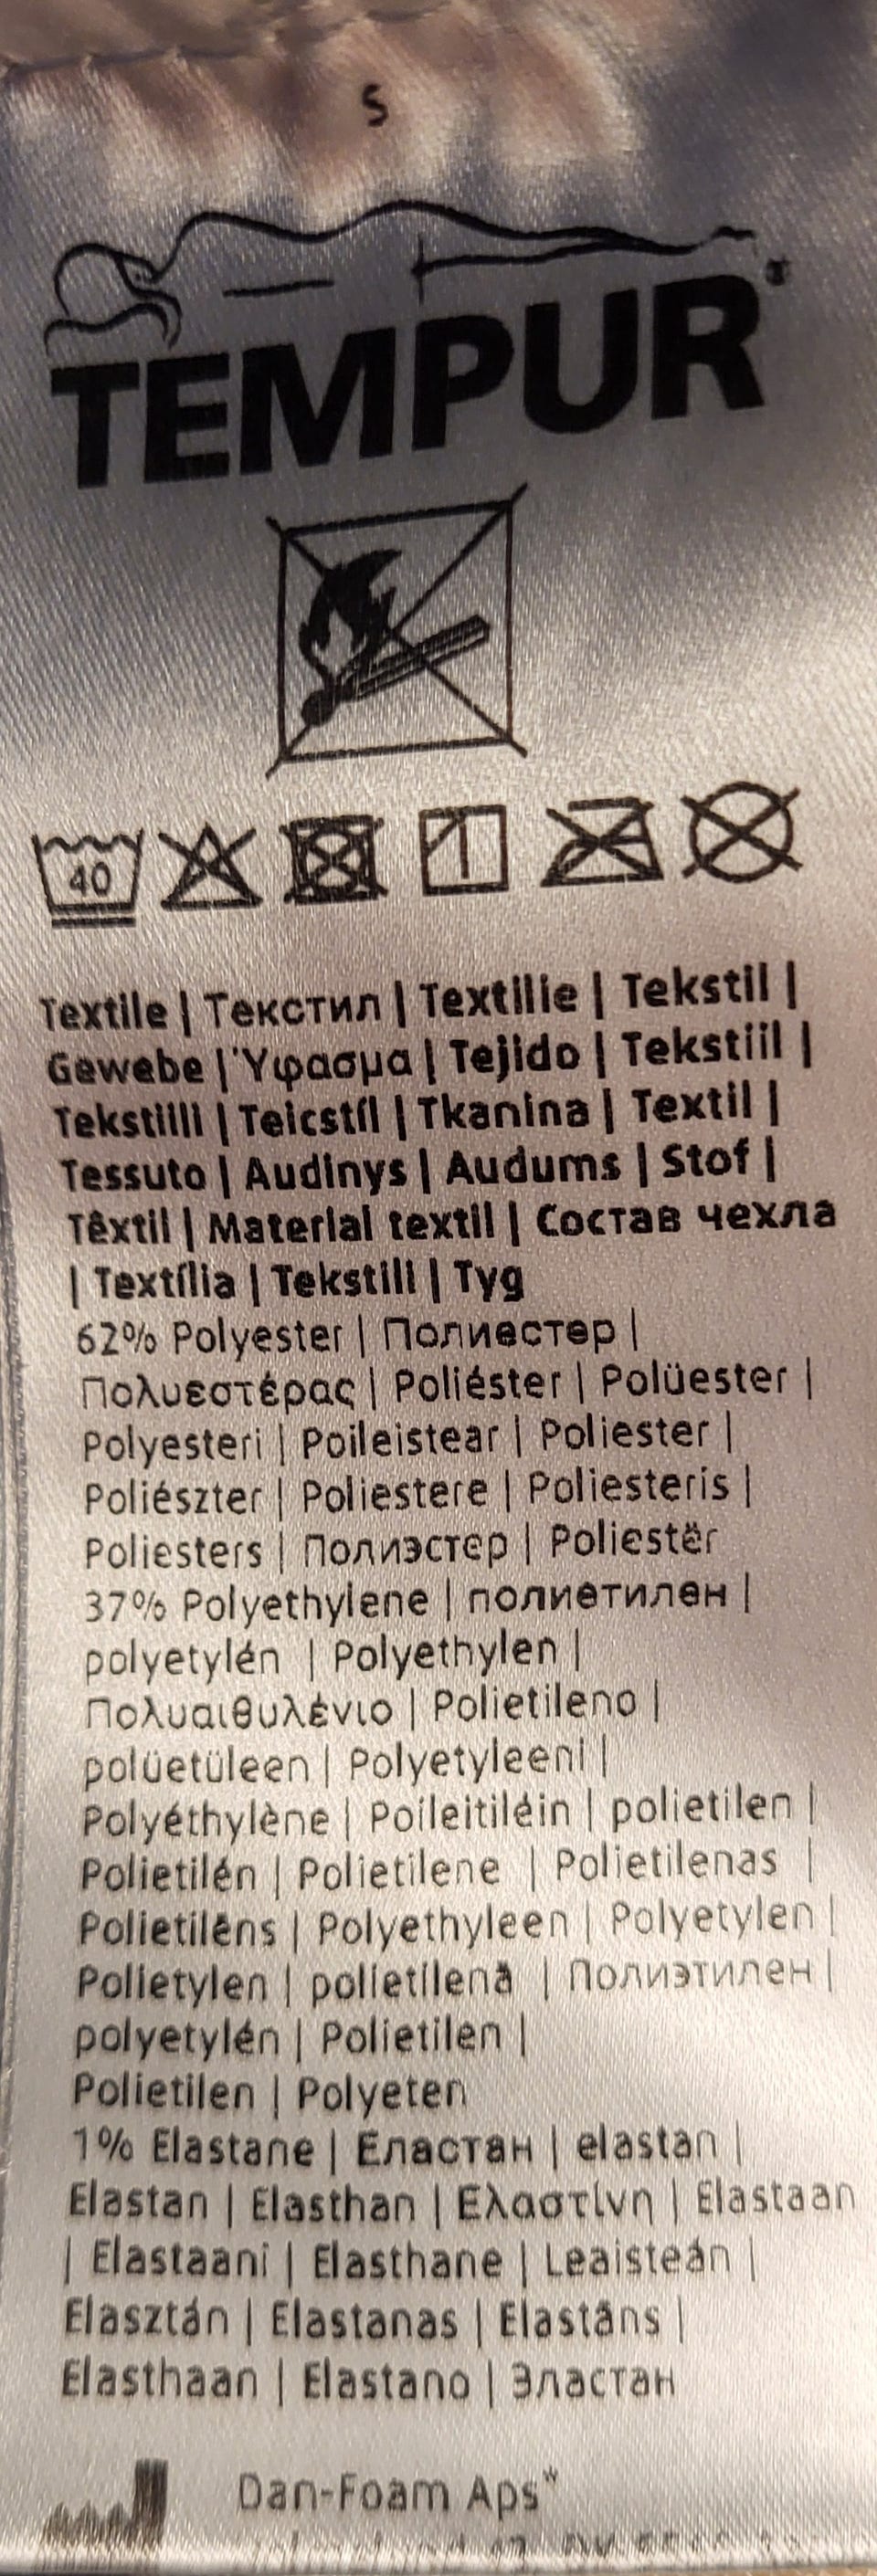 S
TEMPUR®
40
Textile | Текстил | Textilie | Tekstil |
Gewebe | Ύφασμα | Tejido | Tekstiil |
Tekstiili | Teicstíl | Tkanina | Textil |
Tessuto | Audinys | Audums | Stof |
Têxtil | Material textil | Состав чехла
| Textília | Tekstili | Tyg
62% Polyester | Полиестер |
Πολυεστέρας | Poliéster | Polüester |
Polyesteri | Poileistear | Poliester |
Poliészter | Poliestere | Poliesteris |
Poliesters | Полиэстер | Poliestër
37% Polyethylene | полиетилен |
polyetylén | Polyethylen |
Πολυαιθυλένιο | Polietileno |
polüetüleen | Polyetyleeni |
Polyéthylène | Poileitiléin | polietilen |
Polietilén | Polietilene | Polietilenas |
Polietilēns | Polyethyleen | Polyetylen |
Polietylen | polietilenă | Полиэтилен |
polyetylén | Polietilen |
Polietilen | Polyeten
1% Elastane | Еластан | elastan |
Elastan | Elasthan | Ελαστίνη | Elastaan
| Elastaani | Elasthane | Leaisteán |
Elasztán | Elastanas | Elastāns |
Elasthaan | Elastano | Эластан
Dan-Foam Aps*